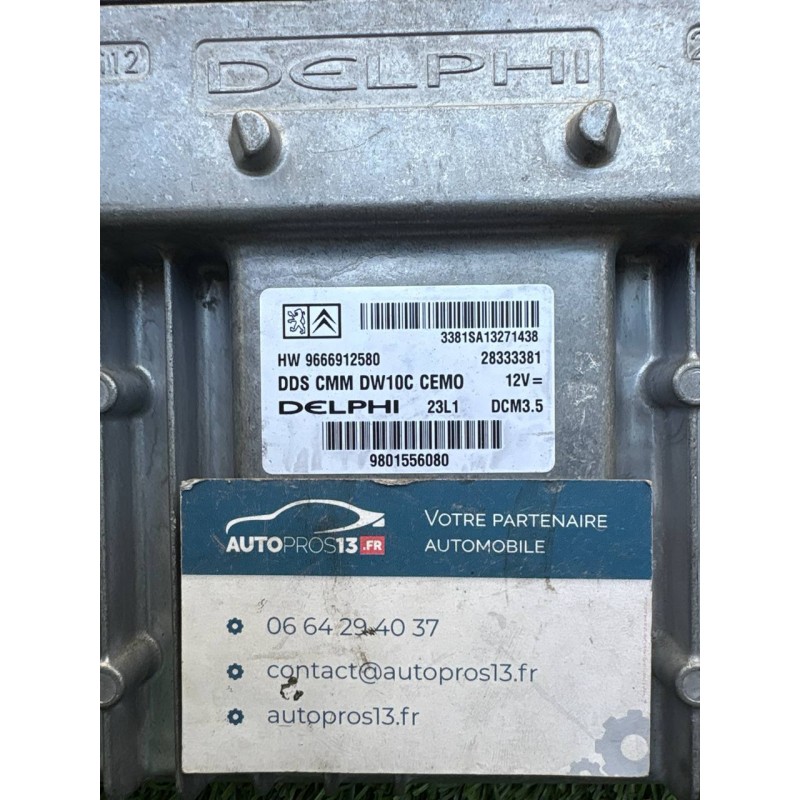 DELPHI
3381SA13271438
HW 9666912580 28333381
DDS CMM DW10C CEMO 12V=
DELPHI 23L1 DCM3.5
9801556080
AUTOPROS13.FR
VOTRE PARTENAIRE
AUTOMOBILE
06 64 29 40 37
contact@autopros13.fr
autopros13.fr